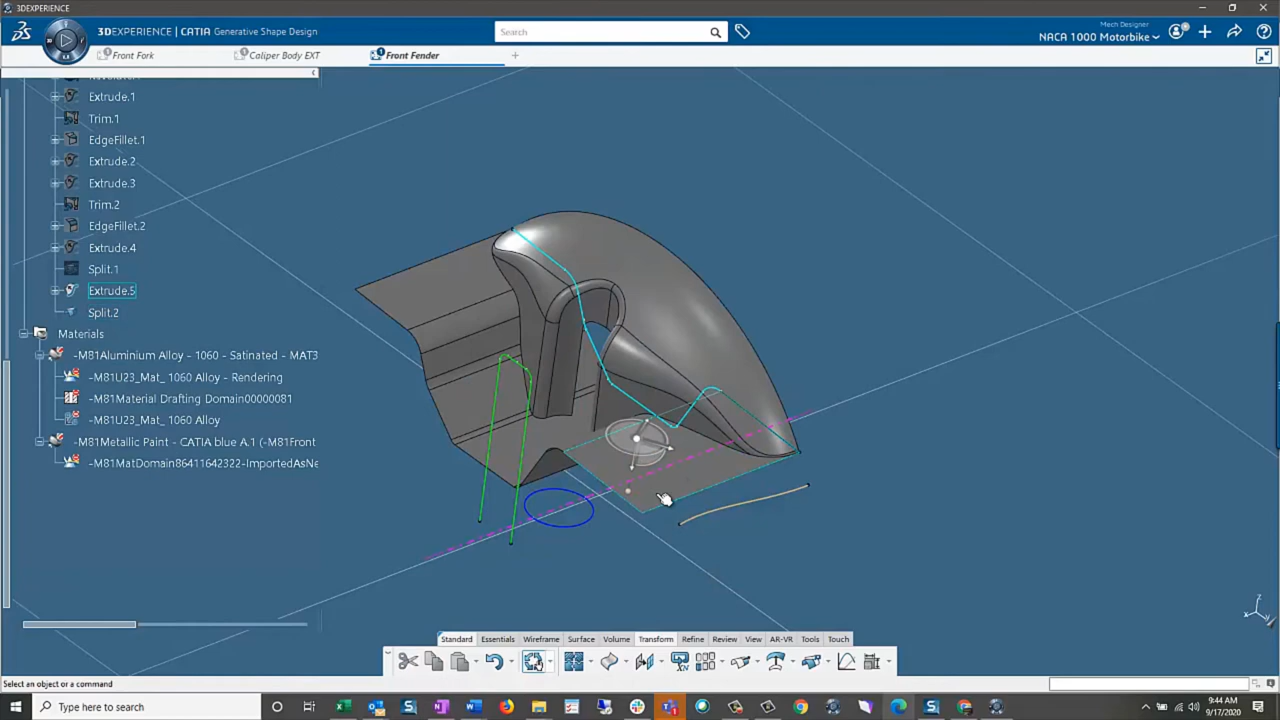 3DEXPERIENCE
3DEXPERIENCE | CATIA Generative Shape Design
Search
Mech Designer
NACA 1000 Motorbike
Front Fork
Caliper Body EXT
Front Fender
Extrude.1
Trim.1
EdgeFillet.1
Extrude.2
Extrude.3
Trim.2
EdgeFillet.2
Extrude.4
Split.1
Extrude.5
Split.2
Materials
-M81Aluminium Alloy - 1060 - Satinated - MAT3
-M81U23_Mat_ 1060 Alloy - Rendering
-M81Material Drafting Domain00000081
-M81U23_Mat_ 1060 Alloy
-M81Metallic Paint - CATIA blue A.1 (-M81Front
-M81MatDomain86411642322-ImportedAsNe
Standard Essentials Wireframe Surface Volume Transform Refine Review View AR-VR Tools Touch
Select an object or a command
Type here to search
9:44 AM
9/17/2020